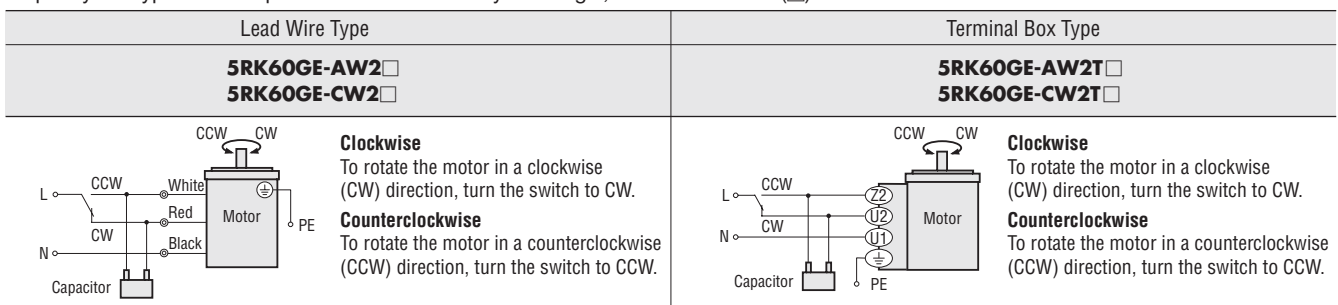 Lead Wire Type
5RK60GE-AW2□
5RK60GE-CW2□
CCW CW
L
CCW
White
Red
CW
Black
N
Motor
PE
Capacitor
Clockwise
To rotate the motor in a clockwise
(CW) direction, turn the switch to CW.
Counterclockwise
To rotate the motor in a counterclockwise
(CCW) direction, turn the switch to CCW.
Terminal Box Type
5RK60GE-AW2T□
5RK60GE-CW2T□
CCW CW
L
CCW
Z2
U2
CW
U1
N
Motor
PE
Capacitor
Clockwise
To rotate the motor in a clockwise
(CW) direction, turn the switch to CW.
Counterclockwise
To rotate the motor in a counterclockwise
(CCW) direction, turn the switch to CCW.